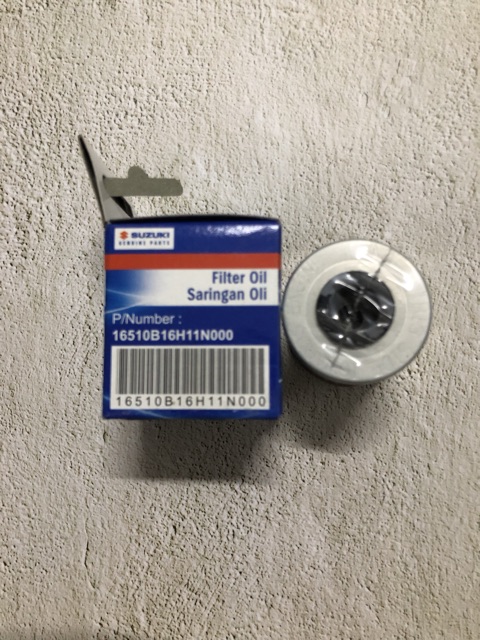 SUZUKI
GENUINE PARTS
Filter Oil
Saringan Oli
P/Number :
16510B16H11N000
16510B16H11N000